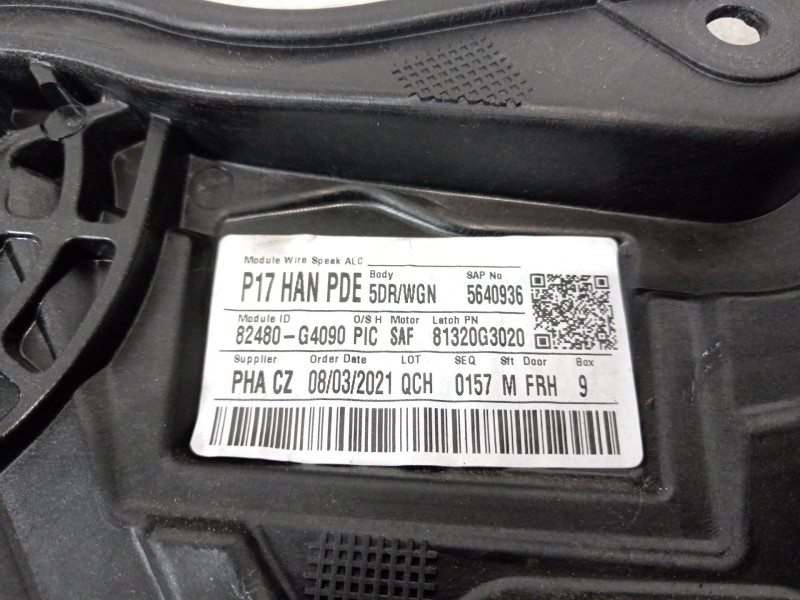 Module Wire Speak ALC Body SAP No
P17 HAN PDE 5DR/WGN 5640936
Module ID O/S H Motor Latch PN
82480-G4090 PIC SAF 81320G3020
Supplier Order Date LOT SEQ Sft Door Box
PHA CZ 08/03/2021 QCH 0157 M FRH 9